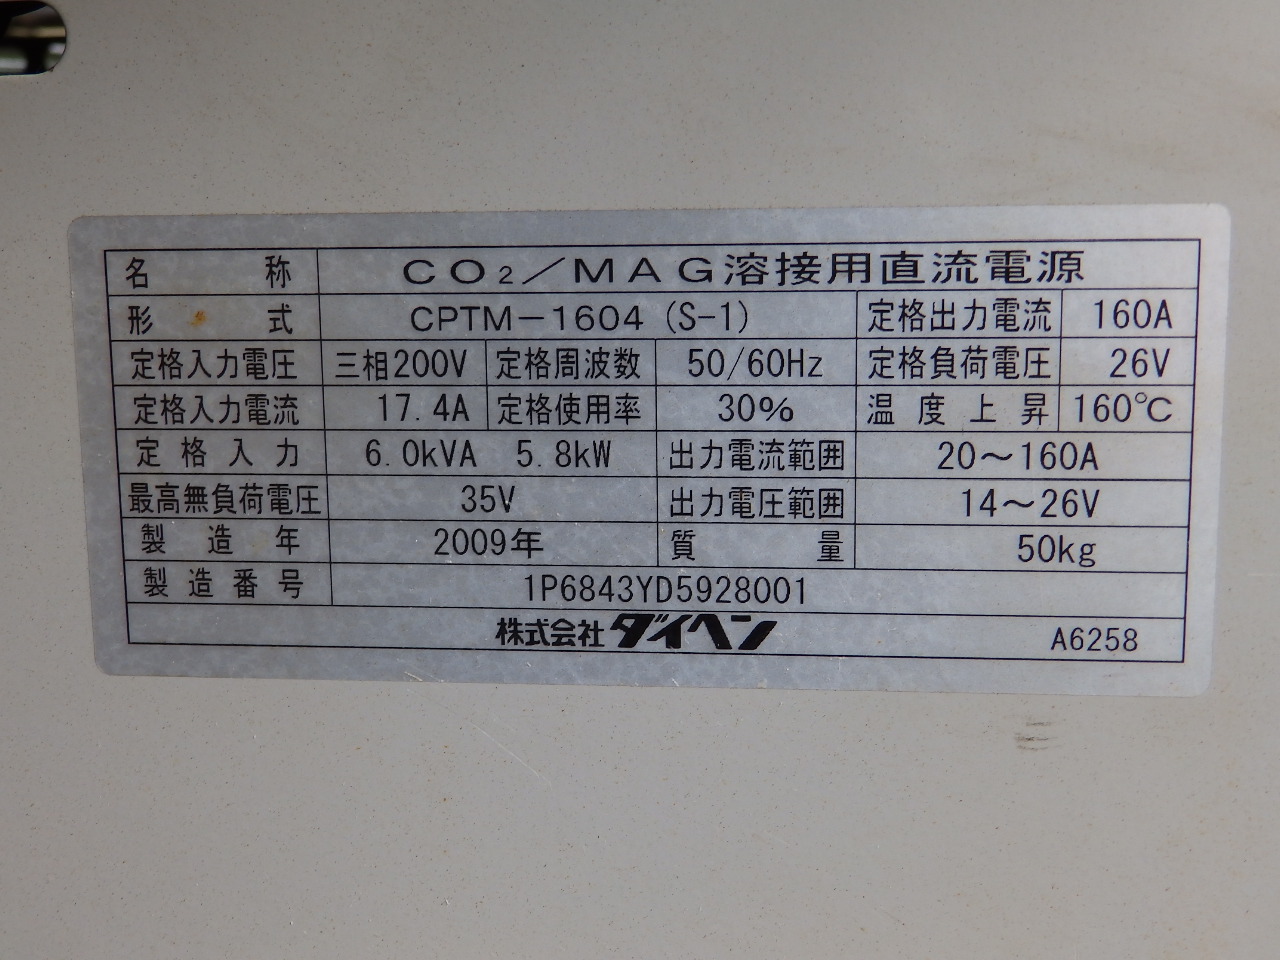 名称 CO₂/MAG溶接用直流電源
形式 CPTM-1604 (S-1) 定格出力電流 160A
定格入力電圧 三相200V 定格周波数 50/60Hz 定格負荷電圧 26V
定格入力電流 17.4A 定格使用率 30% 温度上昇 160℃
定格入力 6.0kVA 5.8kW 出力電流範囲 20～160A
最高無負荷電圧 35V 出力電圧範囲 14～26V
製造年 2009年 質量 50kg
製造番号 1P6843YD5928001
株式会社ダイヘン A6258